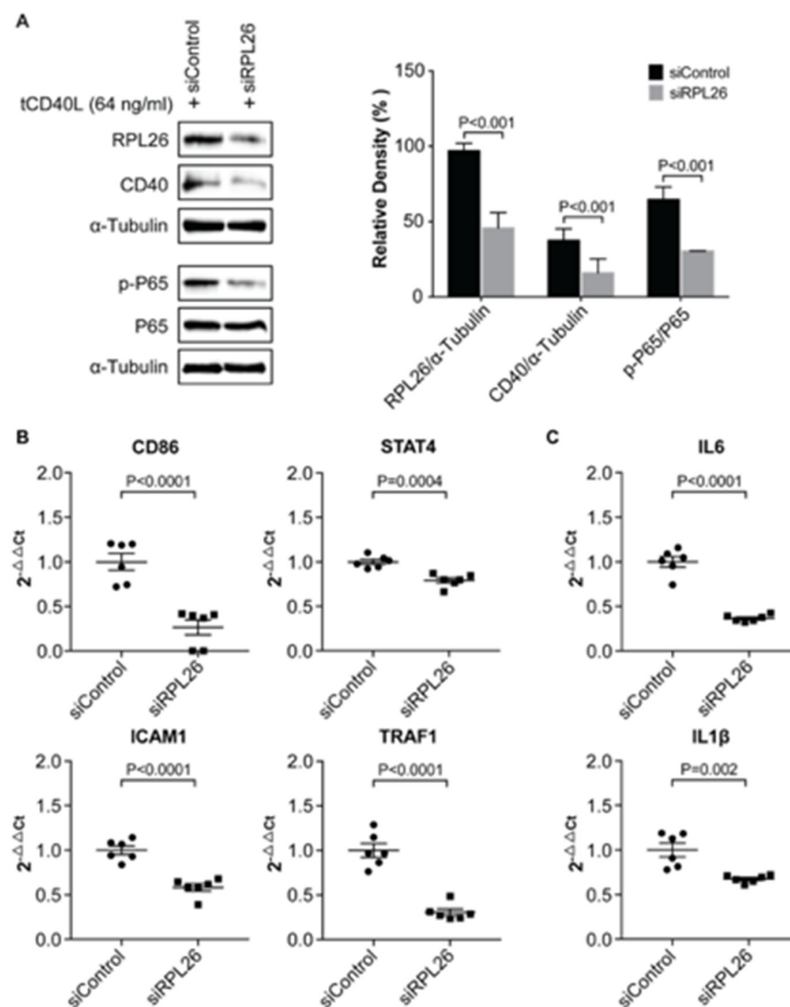 A
+ siControl
+ siRPL26
tCD40L (64 ng/ml)
RPL26
CD40
α-Tubulin
p-P65
P65
α-Tubulin
siControl
siRPL26
Relative Density (%)
150
100
50
0
P<0.001
P<0.001
P<0.001
RPL26/α-Tubulin
CD40/α-Tubulin
p-P65/P65
B
CD86
2-△△Ct
2.0
1.5
1.0
0.5
0.0
P<0.0001
siControl
siRPL26
STAT4
2-△△Ct
2.0
1.5
1.0
0.5
0.0
P=0.0004
siControl
siRPL26
C
IL6
2-△△Ct
2.0
1.5
1.0
0.5
0.0
P<0.0001
siControl
siRPL26
ICAM1
2-△△Ct
2.0
1.5
1.0
0.5
0.0
P<0.0001
siControl
siRPL26
TRAF1
2-△△Ct
2.0
1.5
1.0
0.5
0.0
P<0.0001
siControl
siRPL26
IL1β
2-△△Ct
2.0
1.5
1.0
0.5
0.0
P=0.002
siControl
siRPL26